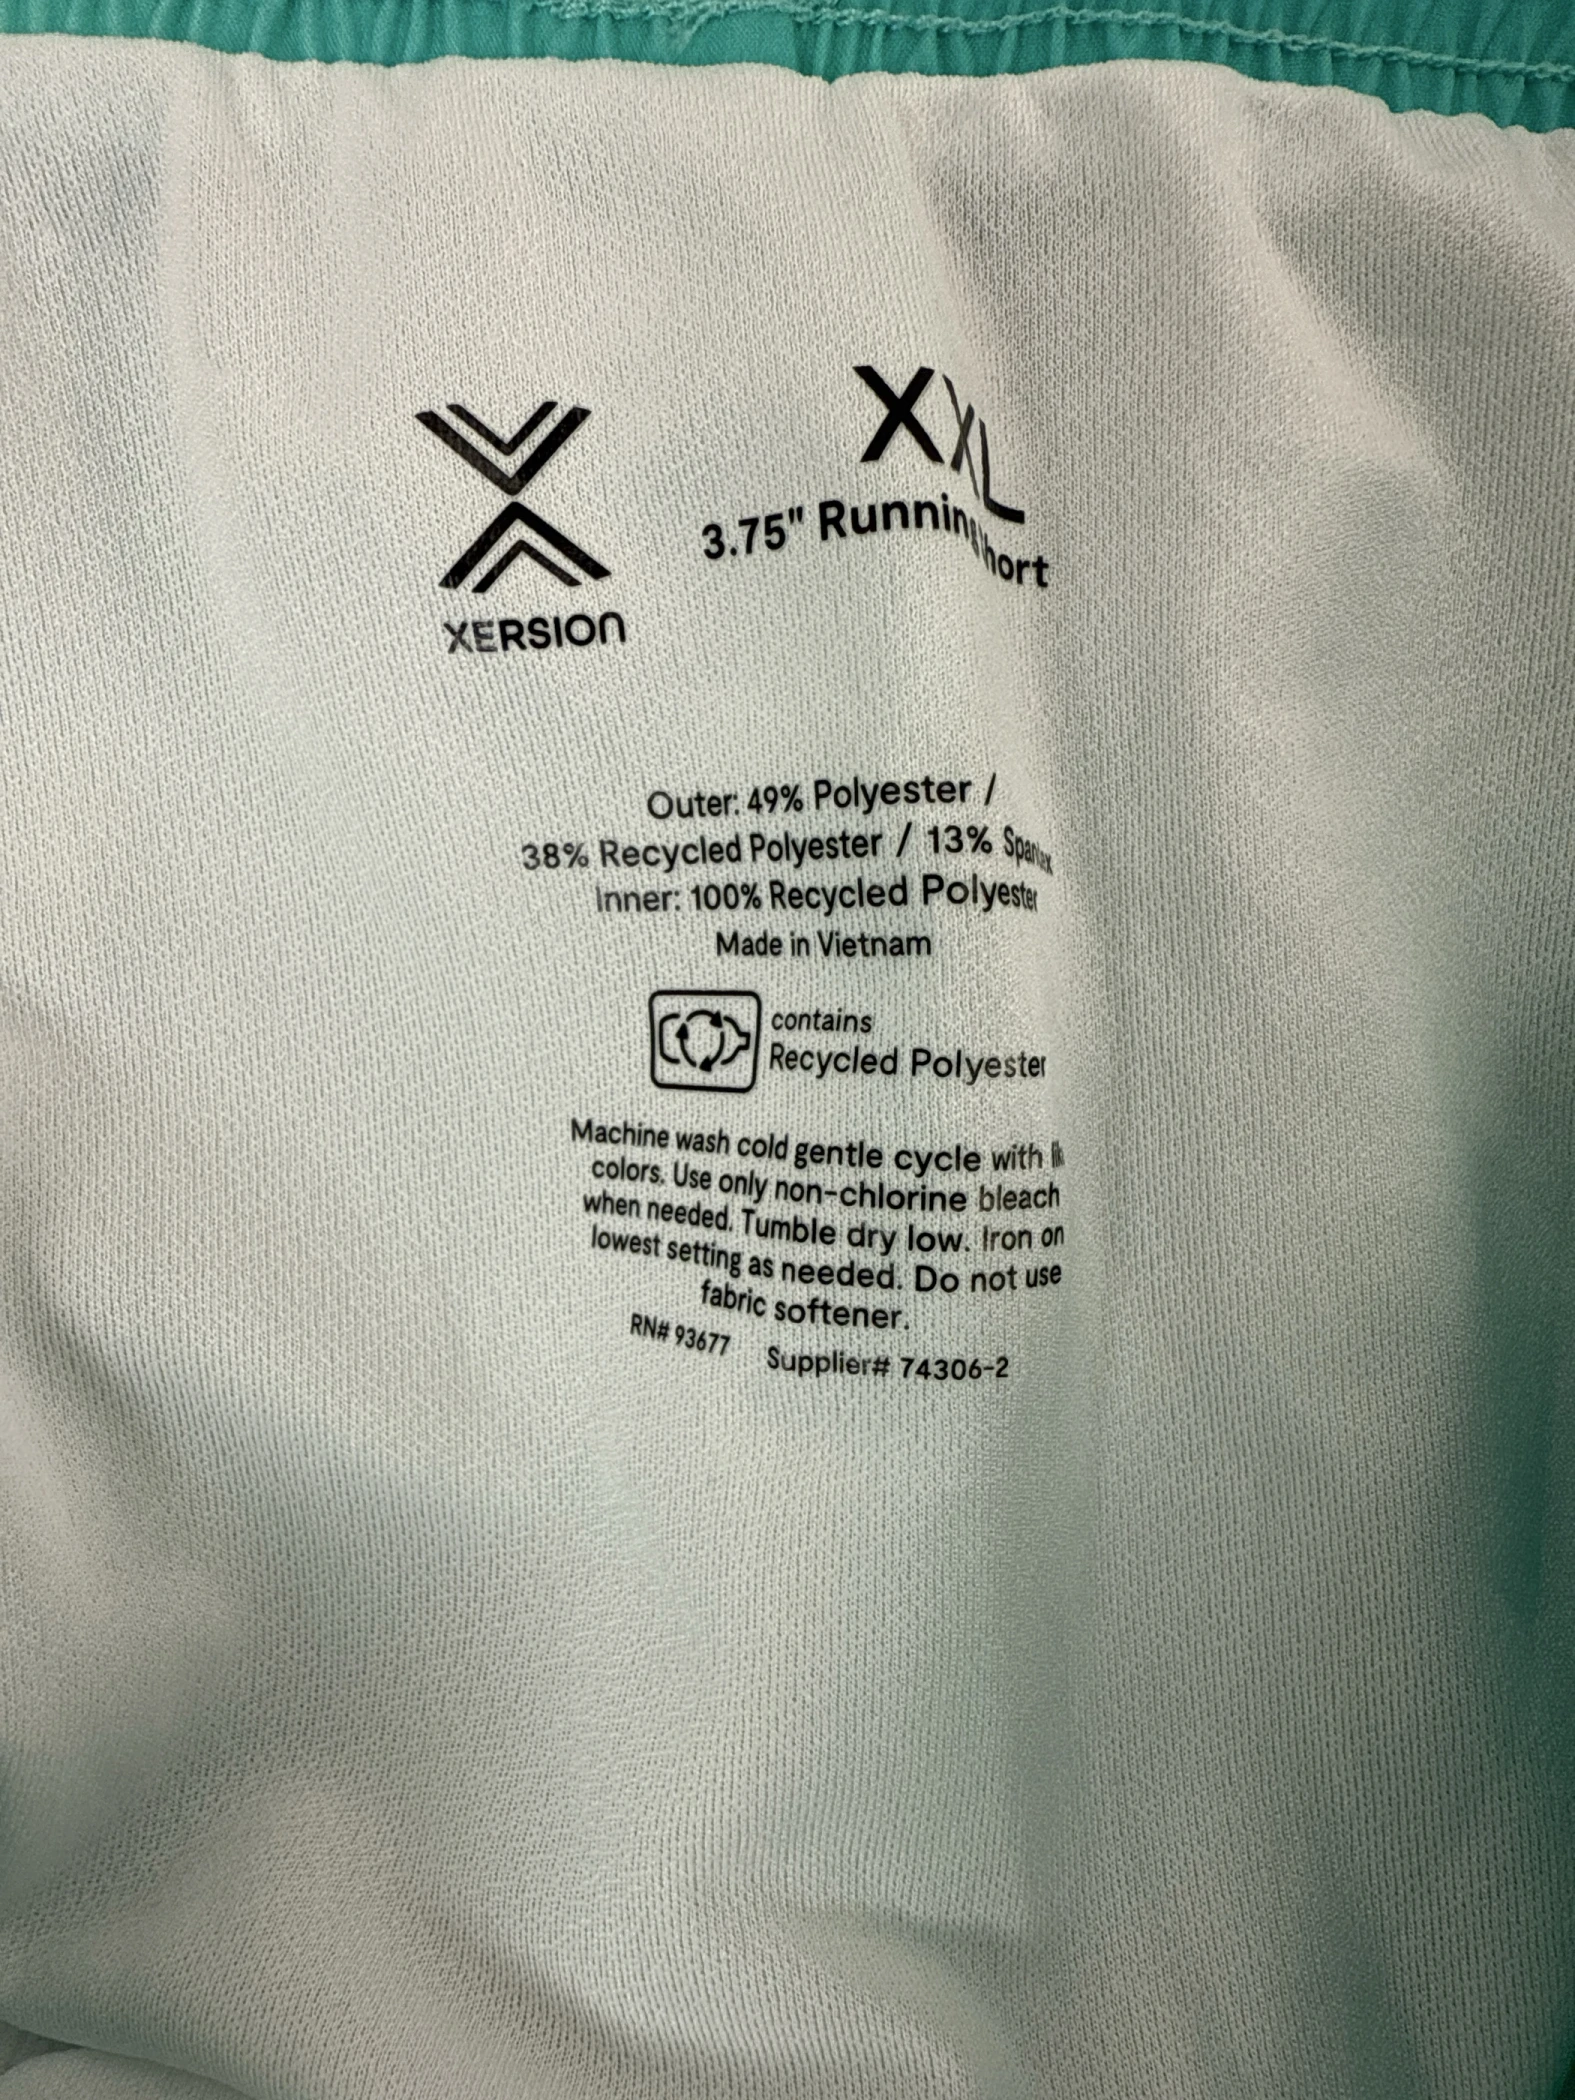 XXL
3.75" Running hort
XERSION
Outer: 49% Polyester /
38% Recycled Polyester / 13% Spandex
Inner: 100% Recycled Polyester
Made in Vietnam
contains
Recycled Polyester
Machine wash cold gentle cycle with
colors. Use only non-chlorine bleach
when needed. Tumble dry low. Iron on
lowest setting as needed. Do not use
fabric softener.
RN# 93677 Supplier# 74306-2